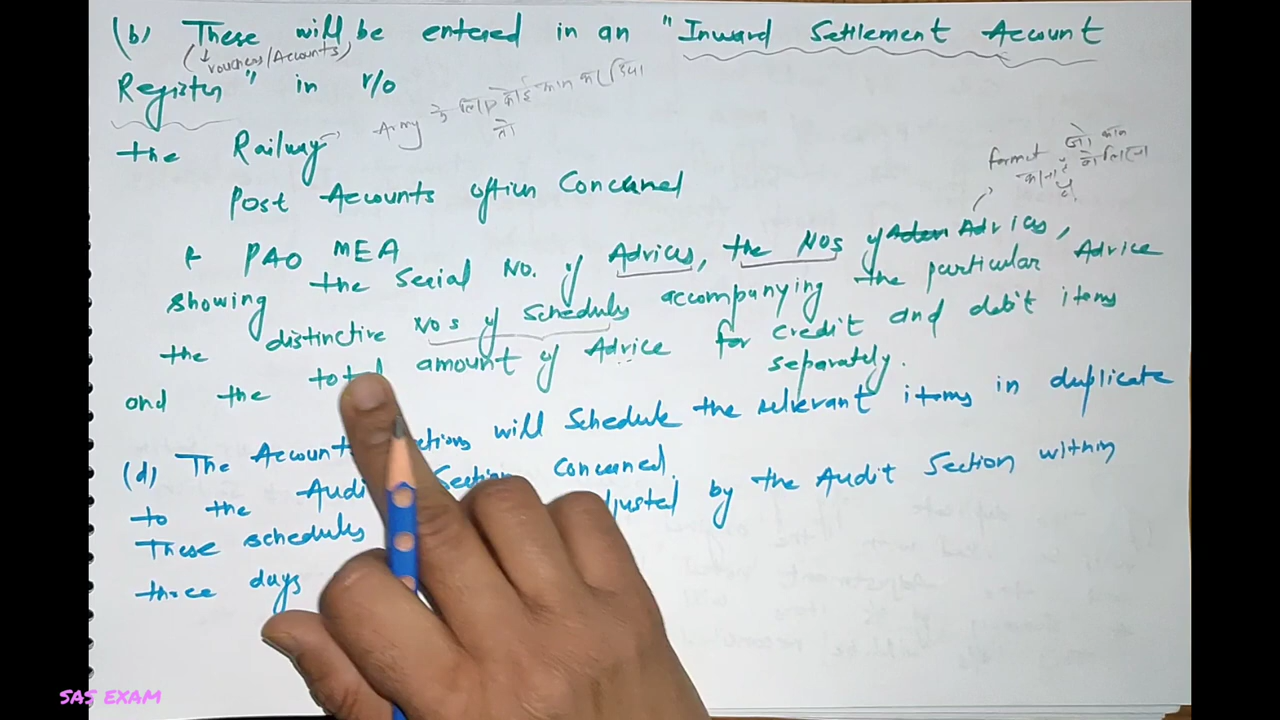 (b) These will be entered in an "Inward Settlement Account
(vouchers/Accounts)
Register" in r/o
Army के लिए कोई काम कर दिया
तो
the Railway
format जो काम
Post Accounts officer Concerned
& PAO MEA
showing the Serial No. of Advices, the NOS of Advices,
the distinctive NOs of Schedules accompanying the particular Advice
and the total amount of Advice for credit and debit items
separately.
(d) The Accounts will Schedule the relevant items in duplicate
to the Section Concerned.
These schedules by the Audit Section within
three days
SAS EXAM